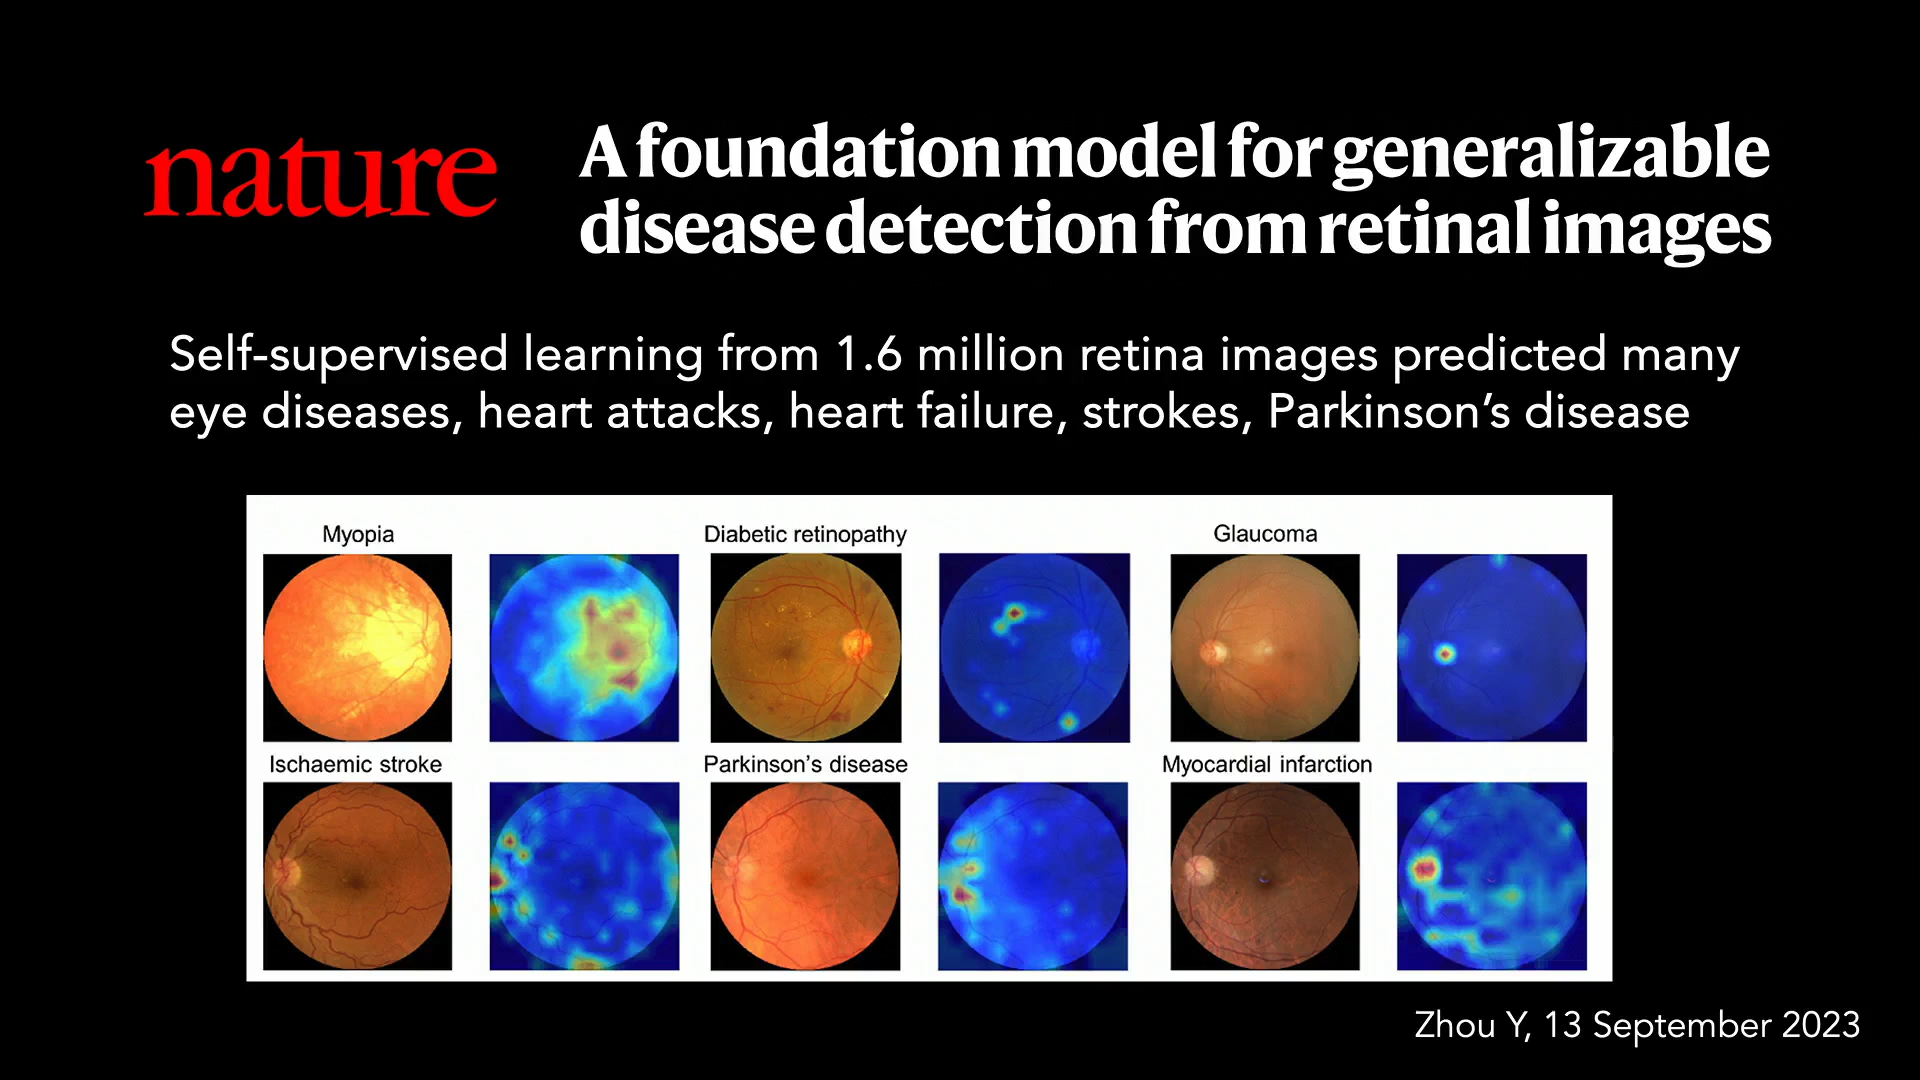 nature
A foundation model for generalizable
disease detection from retinal images
Self-supervised learning from 1.6 million retina images predicted many
eye diseases, heart attacks, heart failure, strokes, Parkinson’s disease
Myopia
Diabetic retinopathy
Glaucoma
Ischaemic stroke
Parkinson’s disease
Myocardial infarction
Zhou Y, 13 September 2023